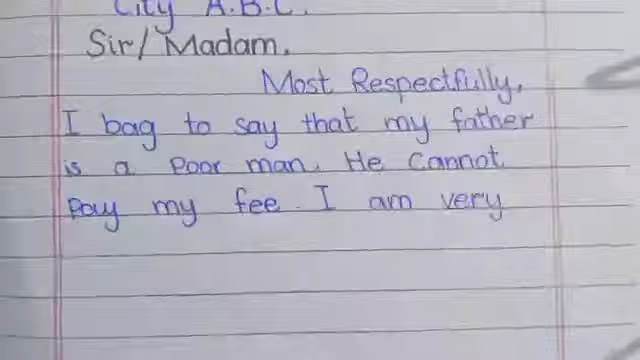 City A.B.C.
Sir/Madam.
Most Respectfully,
I bag to say that my father
is a Poor man. He Cannot
Pay my fee. I am very